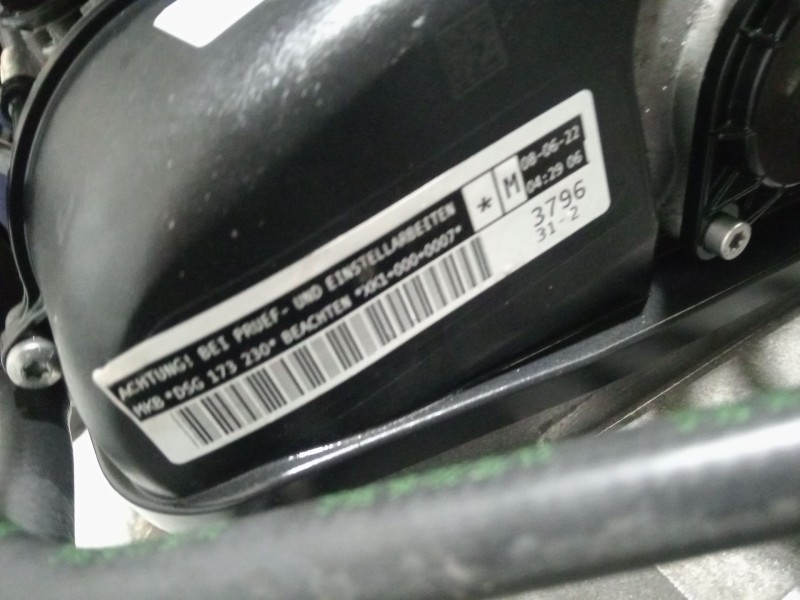 ACHTUNG! BEI PRUEF- UND EINSTELLARBEITEN
MKB *DSG 173 230* BEACHTEN *XKI+000+0007*
* M 08-06-22
04:29 06
3796
31-2